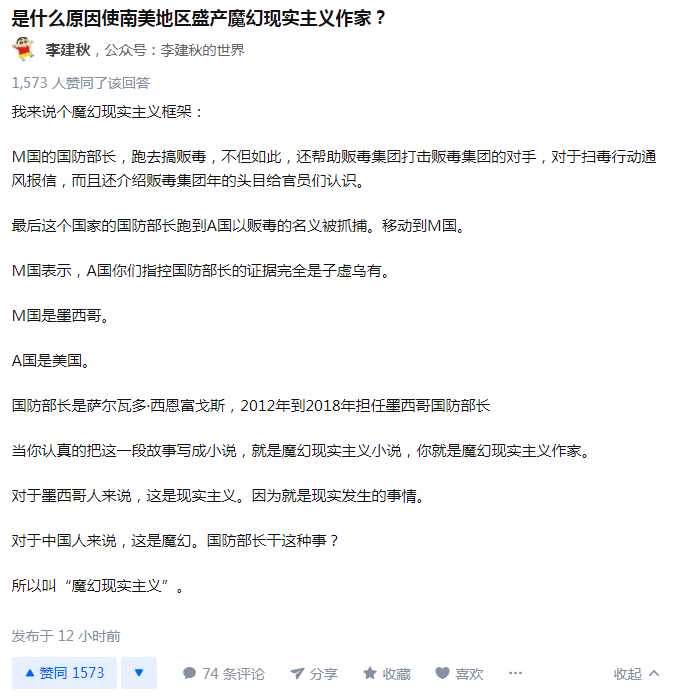 是什么原因使南美地区盛产魔幻现实主义作家？
李建秋，公众号：李建秋的世界
1,573 人赞同了该回答
我来说个魔幻现实主义框架：
M国的国防部长，跑去搞贩毒，不但如此，还帮助贩毒集团打击贩毒集团的对手，对于扫毒行动通
风报信，而且还介绍贩毒集团年的头目给官员们认识。
最后这个国家的国防部长跑到A国以贩毒的名义被抓捕。移动到M国。
M国表示，A国你们指控国防部长的证据完全是子虚乌有。
M国是墨西哥。
A国是美国。
国防部长是萨尔瓦多·西恩富戈斯，2012年到2018年担任墨西哥国防部长
当你认真的把这一段故事写成小说，就是魔幻现实主义小说，你就是魔幻现实主义作家。
对于墨西哥人来说，这是现实主义。因为就是现实发生的事情。
对于中国人来说，这是魔幻。国防部长干这种事？
所以叫“魔幻现实主义”。
发布于 12 小时前
赞同 1573 74 条评论 分享 收藏 喜欢 ··· 收起